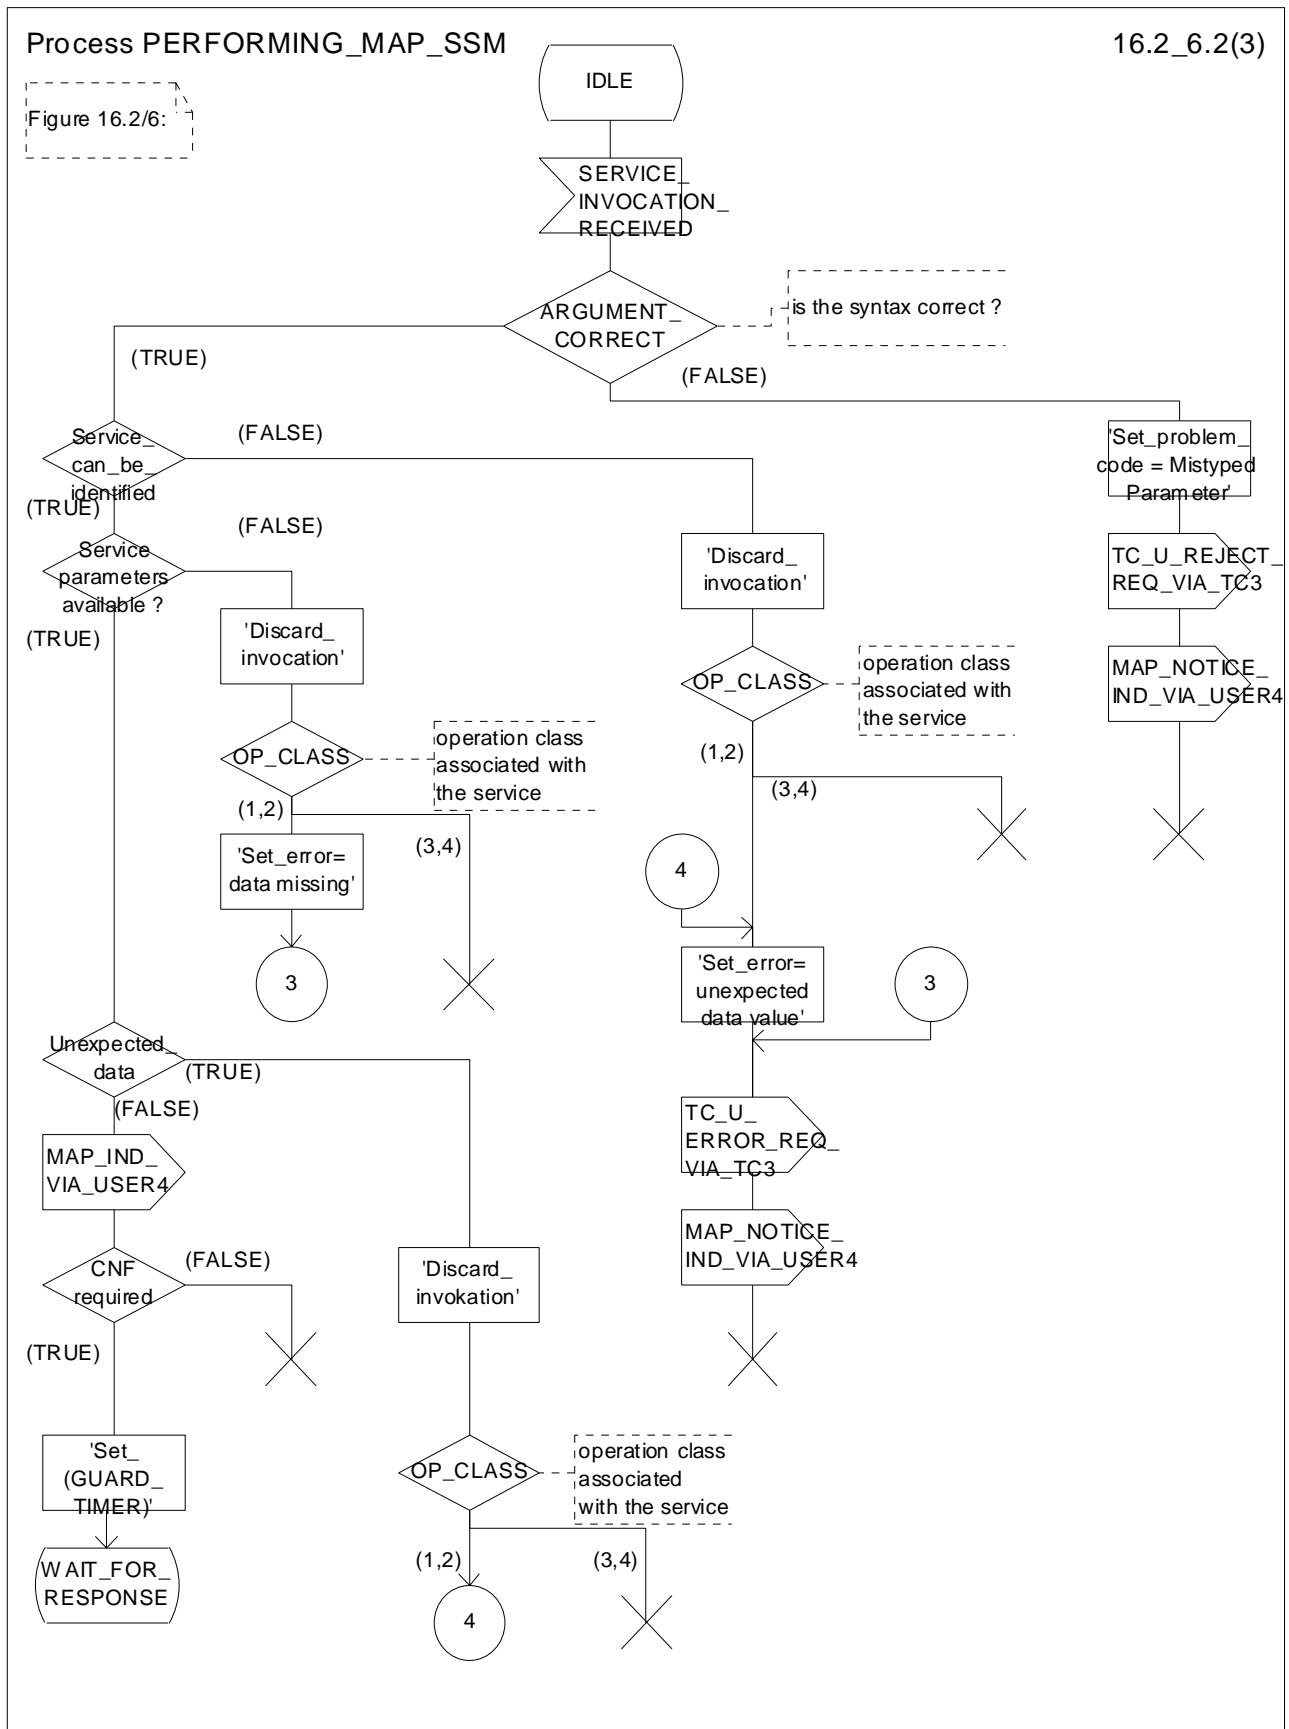 Process PERFORMING_MAP_SSM
16.2_6.2(3)
Figure 16.2/6:
IDLE
SERVICE_
INVOCATION_
RECEIVED
ARGUMENT_
CORRECT
is the syntax correct ?
(TRUE)
(FALSE)
Service_
can_be_
identified
(FALSE)
'Set_problem_
code = Mistyped
Parameter'
(TRUE)
(FALSE)
Service
parameters
available ?
'Discard_
invocation'
TC_U_REJECT_
REQ_VIA_TC3
(TRUE)
'Discard_
invocation'
OP_CLASS
operation class
associated with
the service
MAP_NOTICE_
IND_VIA_USER4
OP_CLASS
operation class
associated with
the service
(1,2)
(3,4)
(1,2)
(3,4)
'Set_error=
data missing'
4
3
'Set_error=
unexpected
data value'
3
Unexpected_
data
(TRUE)
(FALSE)
TC_U_
ERROR_REQ_
VIA_TC3
MAP_IND_
VIA_USER4
MAP_NOTICE_
IND_VIA_USER4
CNF
required
(FALSE)
'Discard_
invokation'
(TRUE)
'Set_
(GUARD_
TIMER)'
OP_CLASS
operation class
associated
with the service
(1,2)
(3,4)
WAIT_FOR_
RESPONSE
4